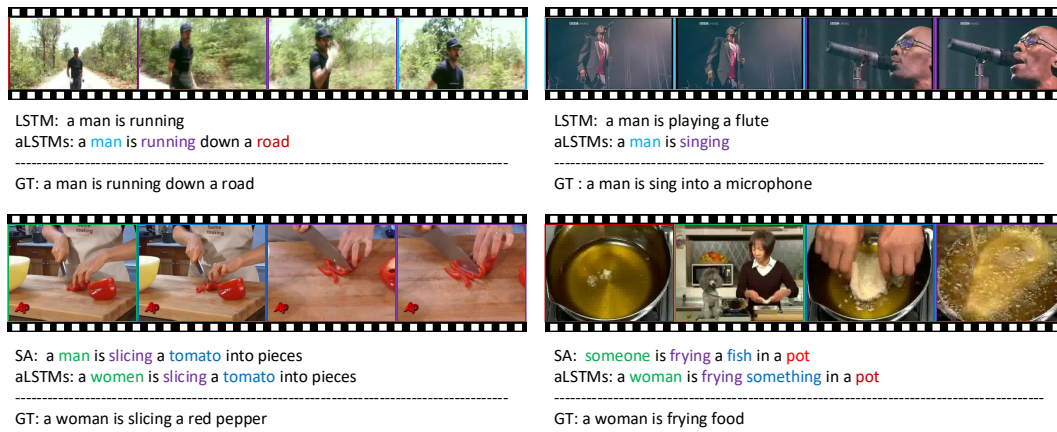 LSTM: a man is running
aLSTMs: a man is running down a road
GT: a man is running down a road
BBC
LSTM: a man is playing a flute
aLSTMs: a man is singing
GT : a man is sing into a microphone
home
cooking
SA: a man is slicing a tomato into pieces
aLSTMs: a women is slicing a tomato into pieces
GT: a woman is slicing a red pepper
SA: someone is frying a fish in a pot
aLSTMs: a woman is frying something in a pot
GT: a woman is frying food